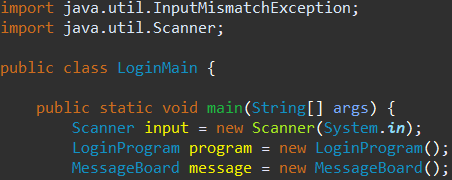 import java.util.InputMismatchException;
import java.util.Scanner;
public class LoginMain {
public static void main(String[] args) {
Scanner input = new Scanner(System.in);
LoginProgram program = new LoginProgram();
MessageBoard message = new MessageBoard();